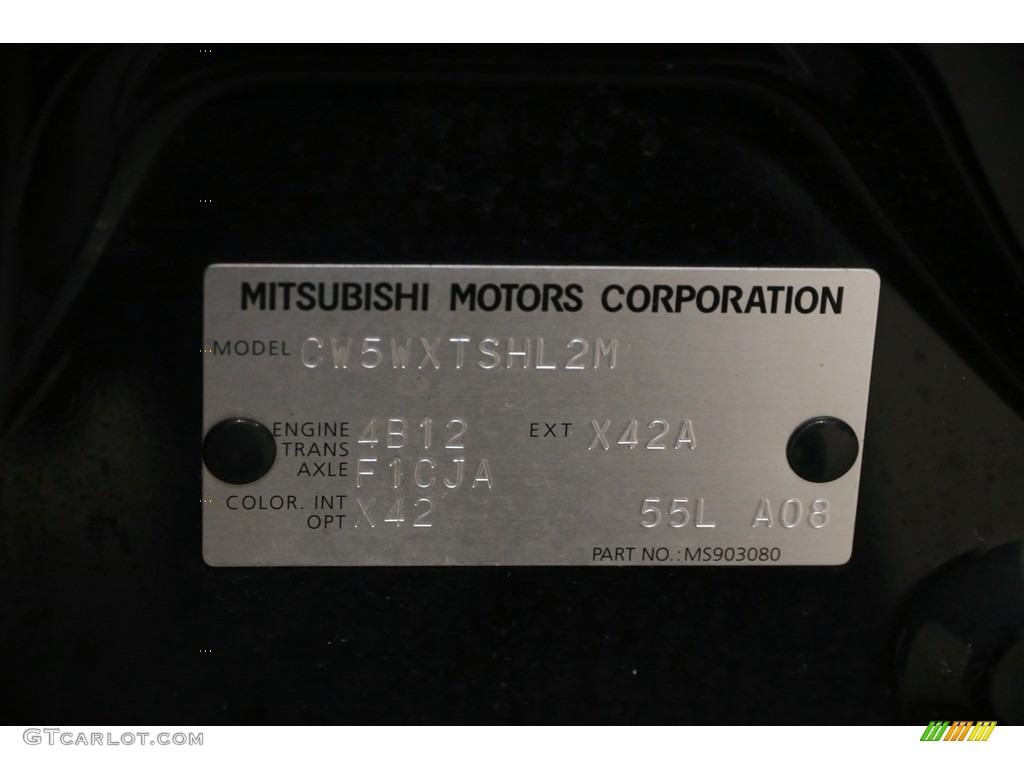 MITSUBISHI MOTORS CORPORATION
MODEL CW5WXTSHL2M
ENGINE 4B12 EXT X42A
TRANS
AXLE F1CJA
COLOR. INT X42 55L A08
OPT
PART NO.:MS903080
GTCARLOT.COM